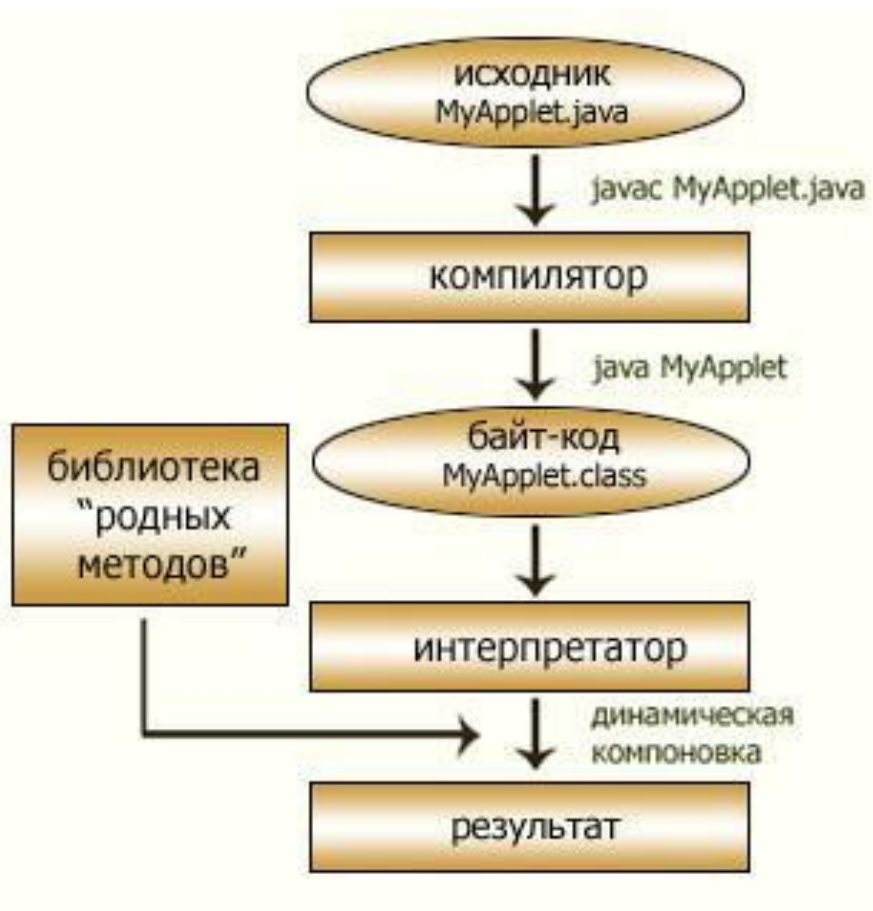 исходник
MyApplet.java
javac MyApplet.java
компилятор
java MyApplet
байт-код
MyApplet.class
библиотека
“родных
методов”
интерпретатор
динамическая
компоновка
результат